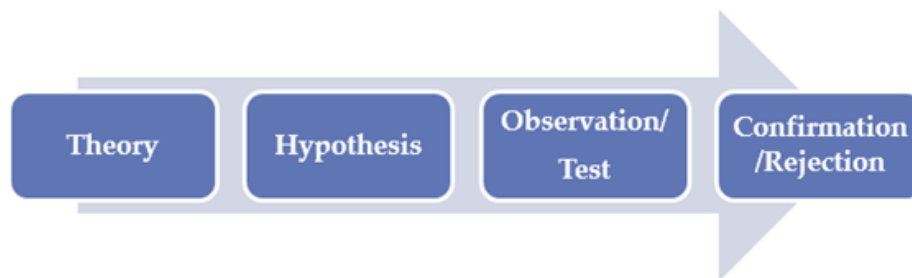 Theory
Hypothesis
Observation/
Test
Confirmation
/Rejection